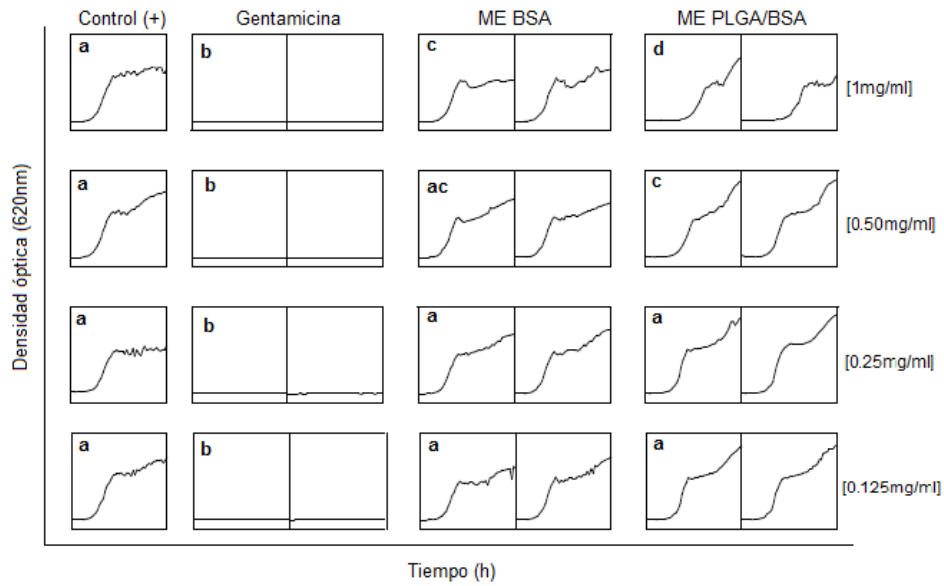 Control (+) Gentamicina ME BSA ME PLGA/BSA
a b c d [1mg/ml]
a b ac c [0.50mg/ml]
a b a a [0.25mg/ml]
a b a a [0.125mg/ml]
Densidad óptica (620nm)
Tiempo (h)